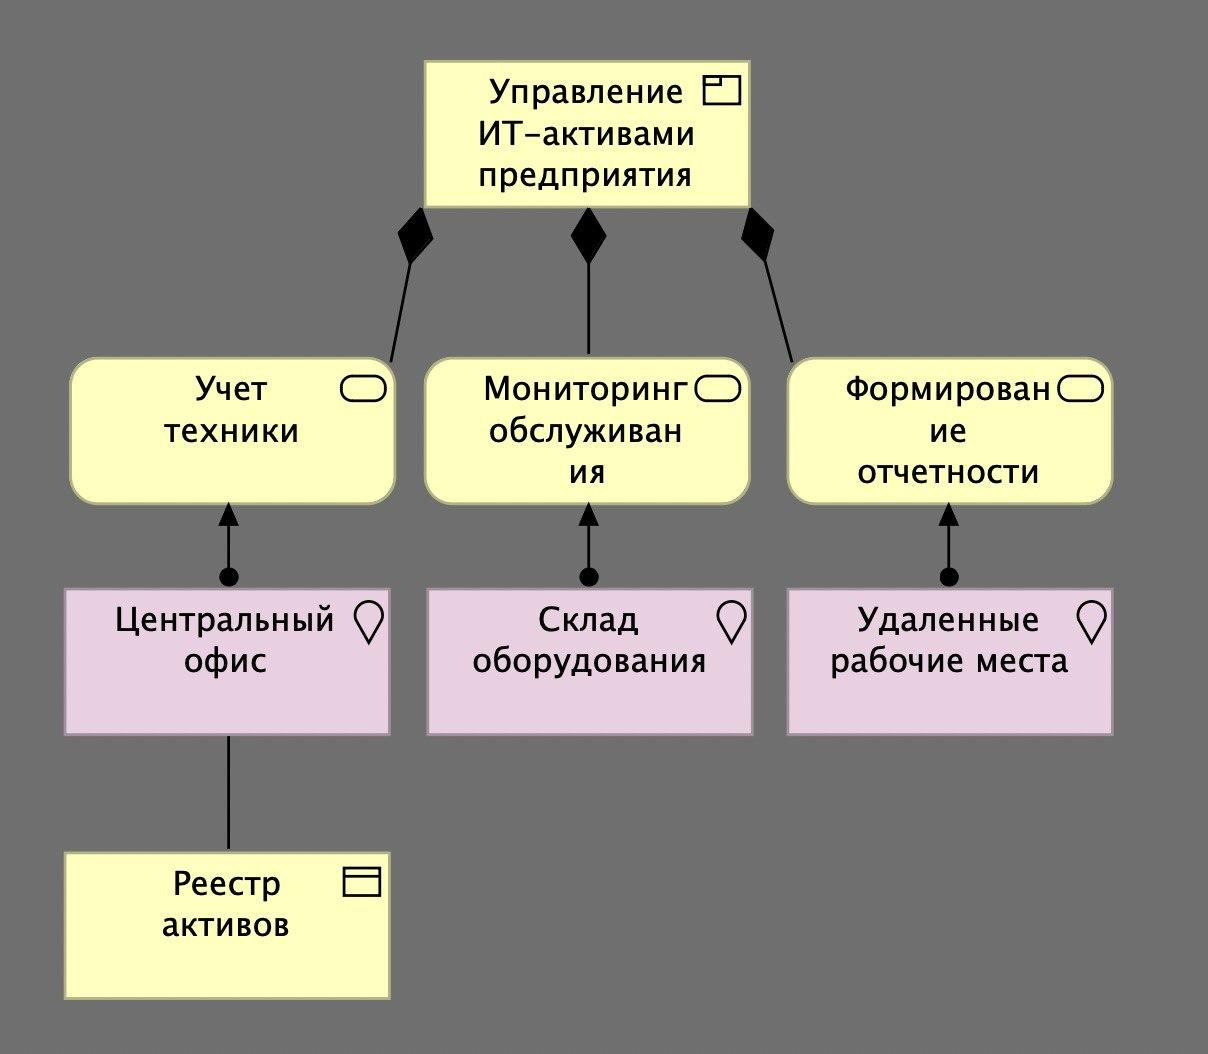 Управление
ИТ-активами
предприятия
Учет
техники
Мониторинг
обслуживан
ия
Формирован
ие
отчетности
Центральный
офис
Склад
оборудования
Удаленные
рабочие места
Реестр
активов